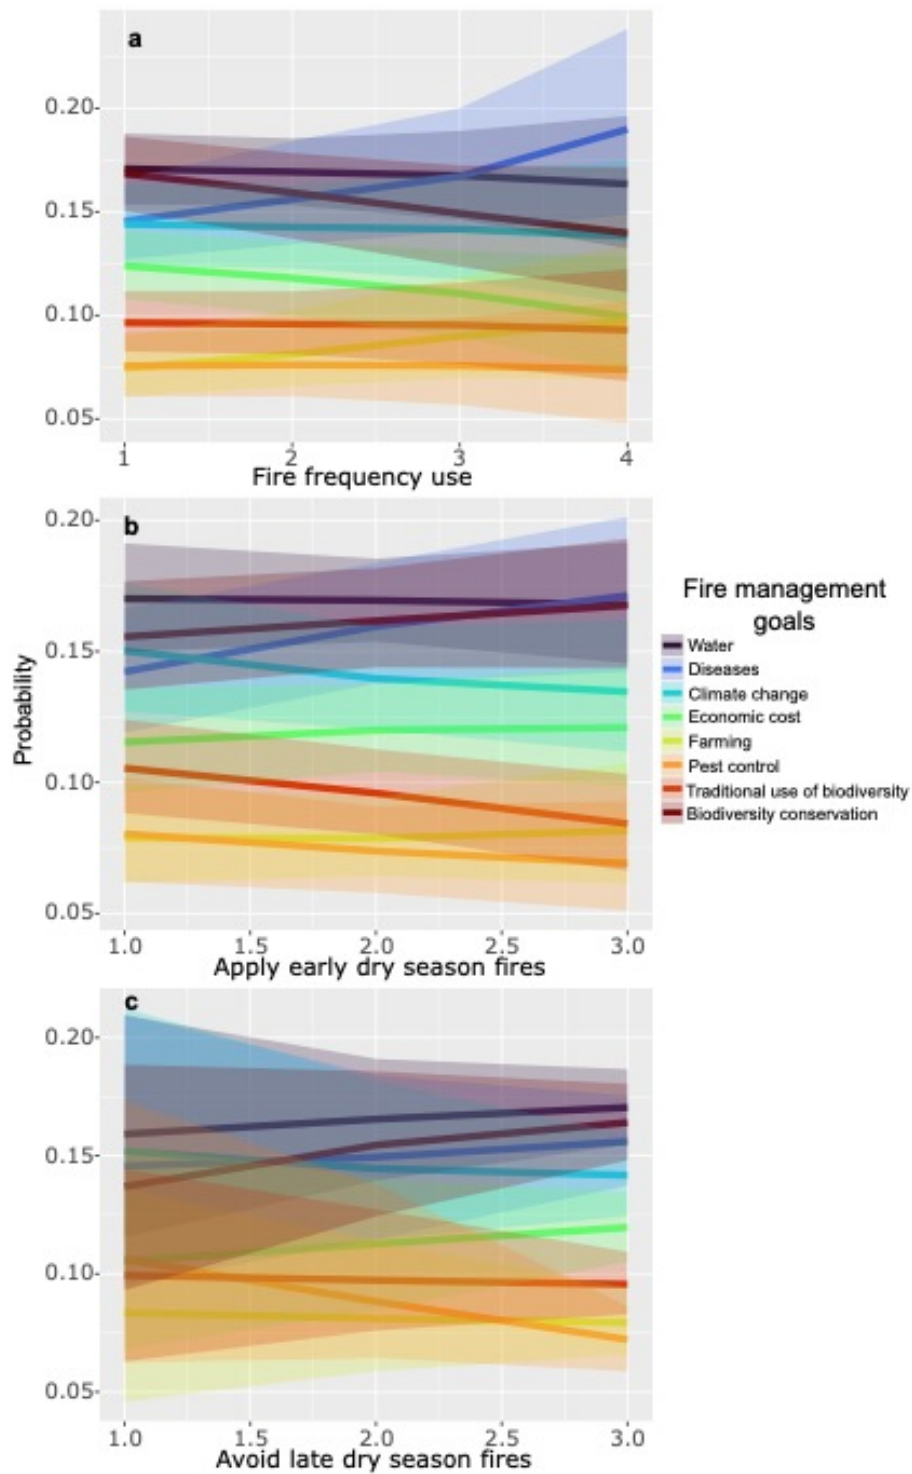 a
0.20
0.15
0.10
0.05
1 2 3 4
Fire frequency use
b
0.20
0.15
0.10
0.05
1.0 1.5 2.0 2.5 3.0
Apply early dry season fires
Probability
Fire management
goals
Water
Diseases
Climate change
Economic cost
Farming
Pest control
Traditional use of biodiversity
Biodiversity conservation
c
0.20
0.15
0.10
0.05
1.0 1.5 2.0 2.5 3.0
Avoid late dry season fires